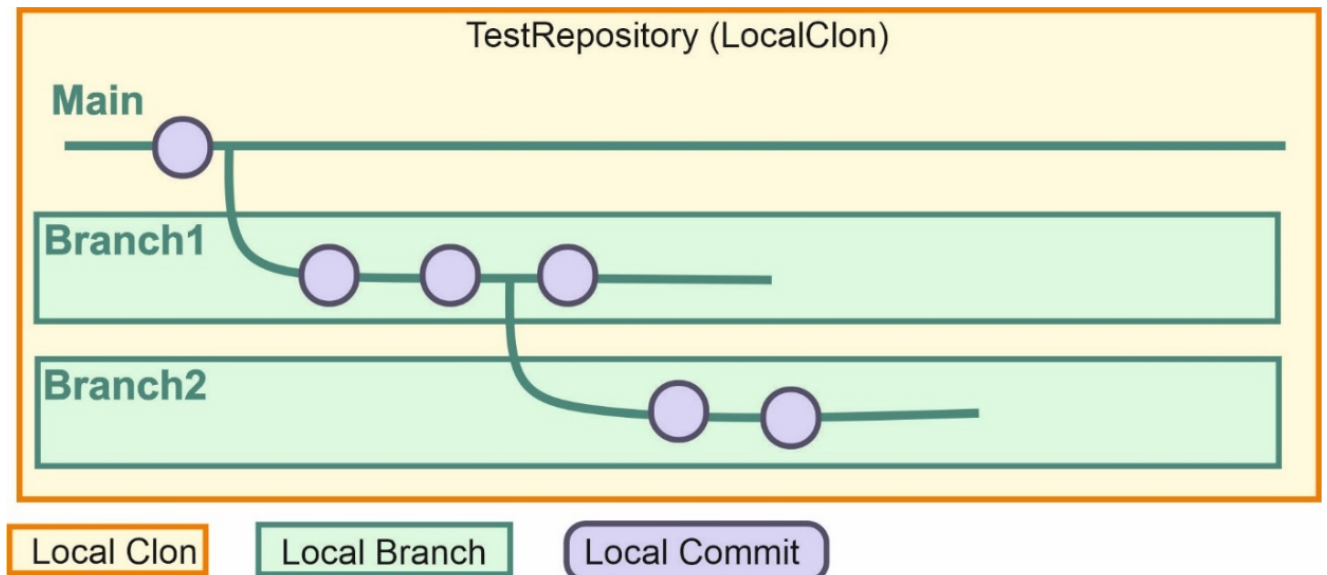 TestRepository (LocalClon)
Main
Branch1
Branch2
Local Clon
Local Branch
Local Commit